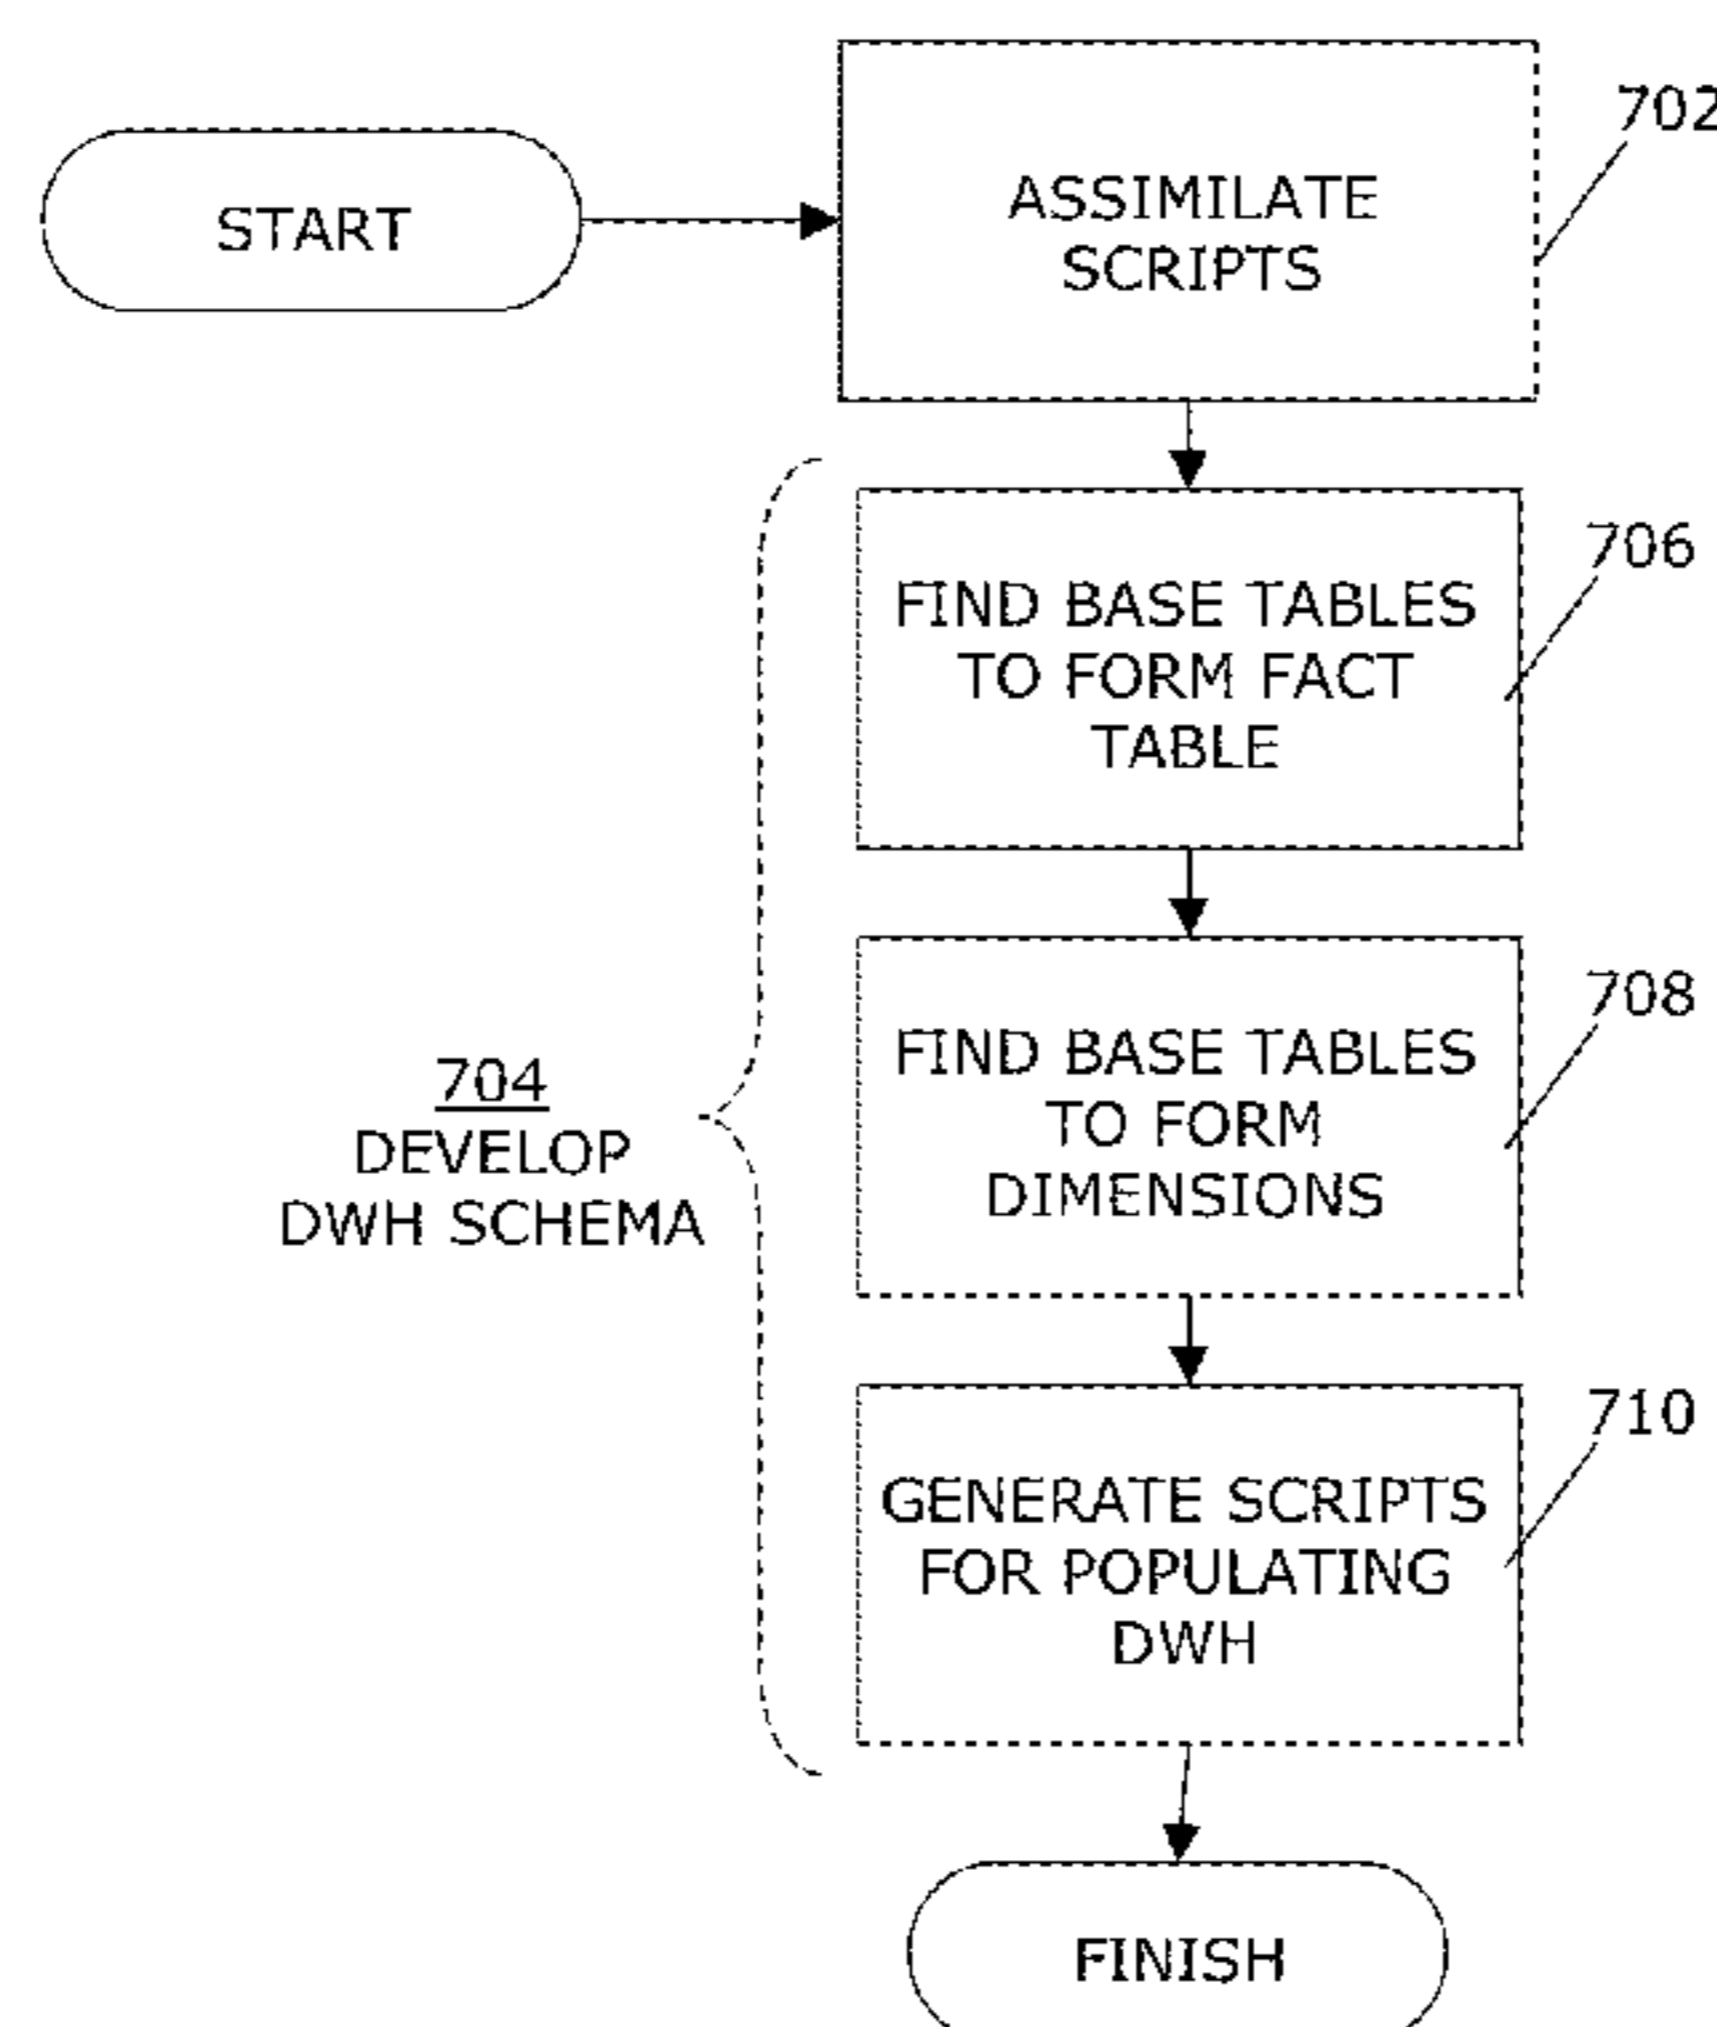 START
ASSIMILATE
SCRIPTS
702
FIND BASE TABLES
TO FORM FACT
TABLE
706
704
DEVELOP
DWH SCHEMA
FIND BASE TABLES
TO FORM
DIMENSIONS
708
GENERATE SCRIPTS
FOR POPULATING
DWH
710
FINISH